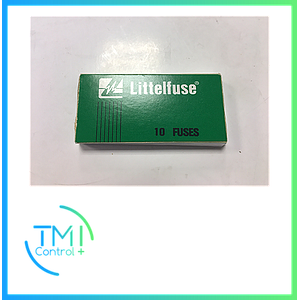 Littelfuse®
10 FUSES
TMI
Control +